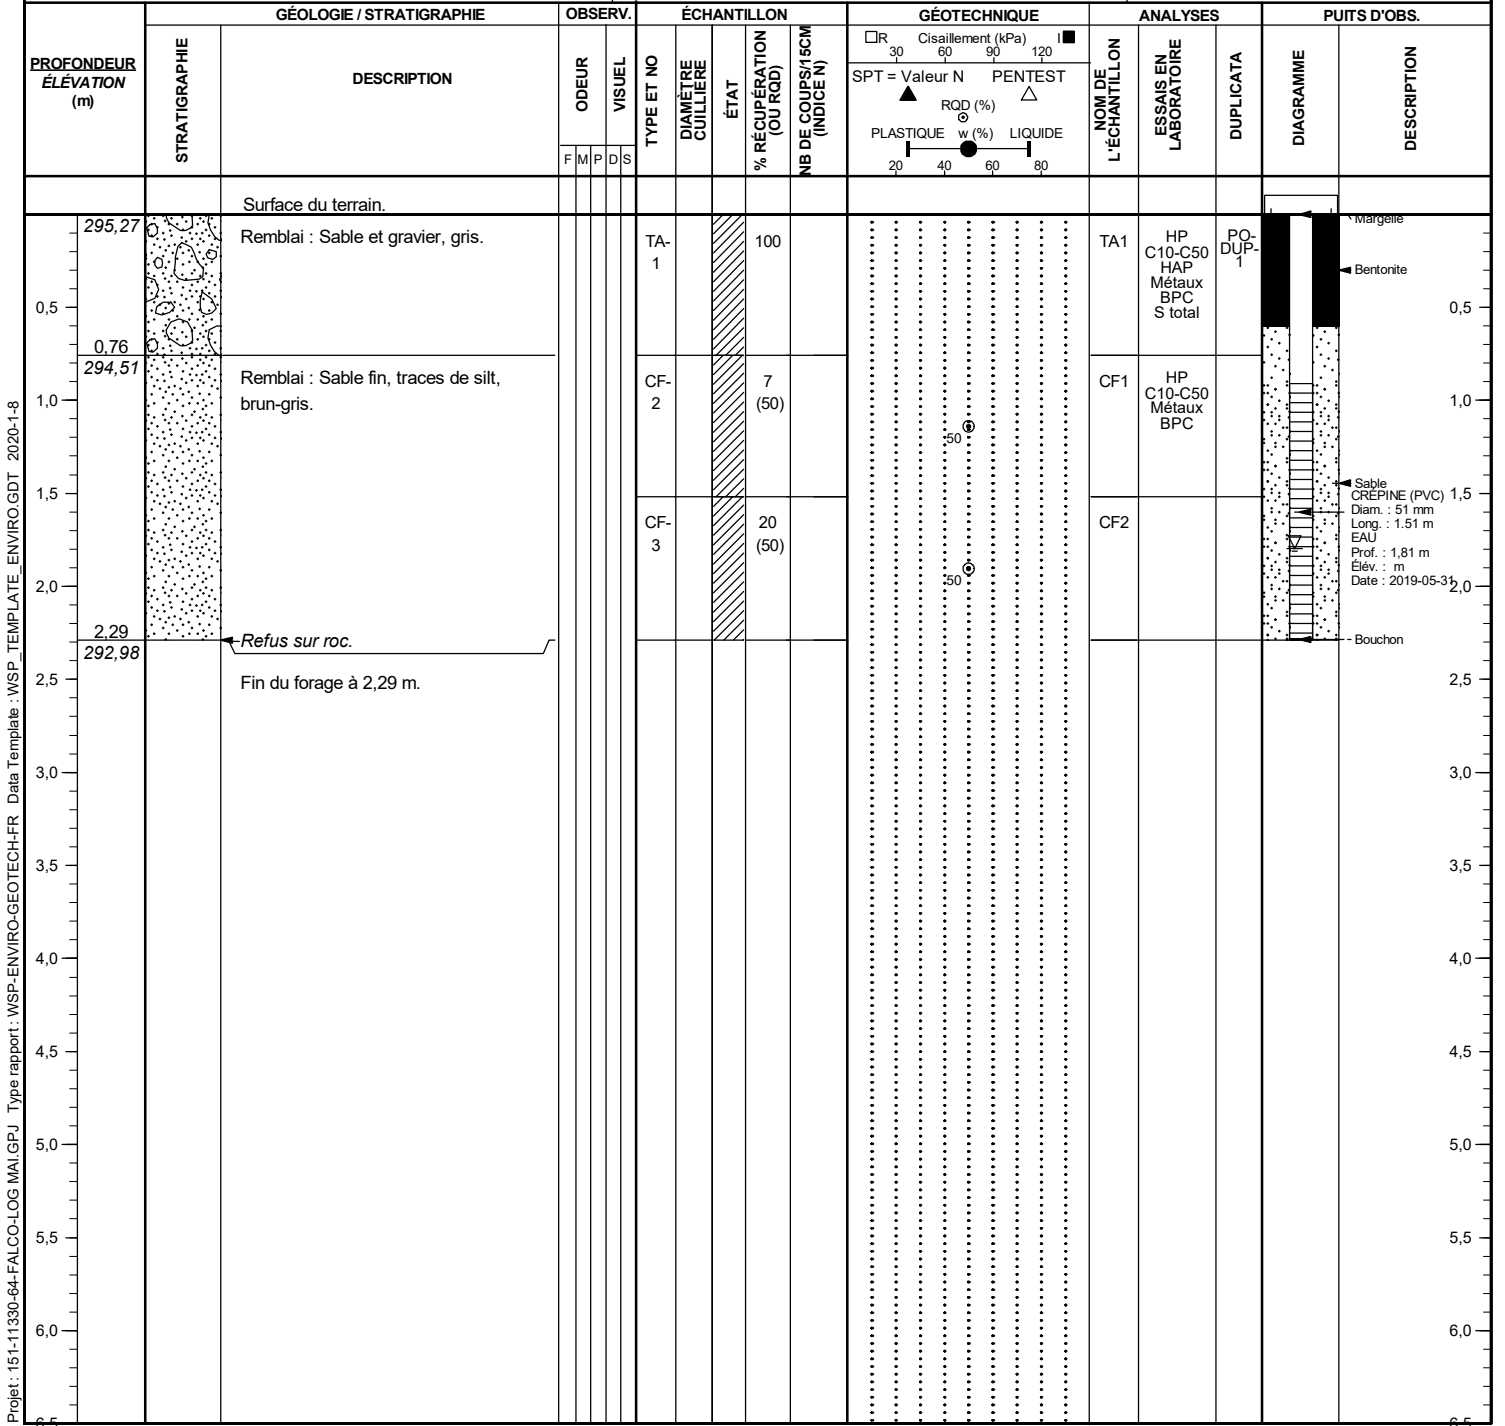 GÉOLOGIE / STRATIGRAPHIE
OBSERV.
ÉCHANTILLON
GÉOTECHNIQUE
ANALYSES
PUITS D'OBS.
PROFONDEUR
ÉLÉVATION
(m)
STRATIGRAPHIE
DESCRIPTION
ODEUR
VISUEL
F M P D S
TYPE ET NO
DIAMÈTRE
CUILLIERE
ÉTAT
% RÉCUPÉRATION
(OU RQD)
NB DE COUPS/15CM
(INDICE N)
R Cisaillement (kPa) I
30 60 90 120
SPT = Valeur N PENTEST
RQD (%)
PLASTIQUE w (%) LIQUIDE
20 40 60 80
NOM DE
L'ÉCHANTILLON
ESSAIS EN
LABORATOIRE
DUPLICATA
DIAGRAMME
DESCRIPTION
Surface du terrain.
295,27
Remblai : Sable et gravier, gris.
TA-
1
100
TA1
HP
C10-C50
HAP
Métaux
BPC
S total
PO-
DUP-
1
Margelle
Bentonite
0,5
0,5
0,76
294,51
Remblai : Sable fin, traces de silt,
brun-gris.
CF-
2
7
(50)
50
CF1
HP
C10-C50
Métaux
BPC
1,0
1,0
1,5
1,5
CF-
3
20
(50)
50
CF2
Sable
CRÉPINE (PVC)
Diam. : 51 mm
Long. : 1.51 m
EAU
Prof. : 1,81 m
Élév. : m
Date : 2019-05-31
2,0
2,0
2,29
292,98
Refus sur roc.
Bouchon
Fin du forage à 2,29 m.
2,5
2,5
3,0
3,0
3,5
3,5
4,0
4,0
4,5
4,5
5,0
5,0
5,5
5,5
6,0
6,0
6,5
6,5
Projet : 151-11330-64-FALCO-LOG MAI.GPJ Type rapport : WSP-ENVIRO-GEOTECH-FR Data Template : WSP_TEMPLATE_ENVIRO.GDT 2020-1-8